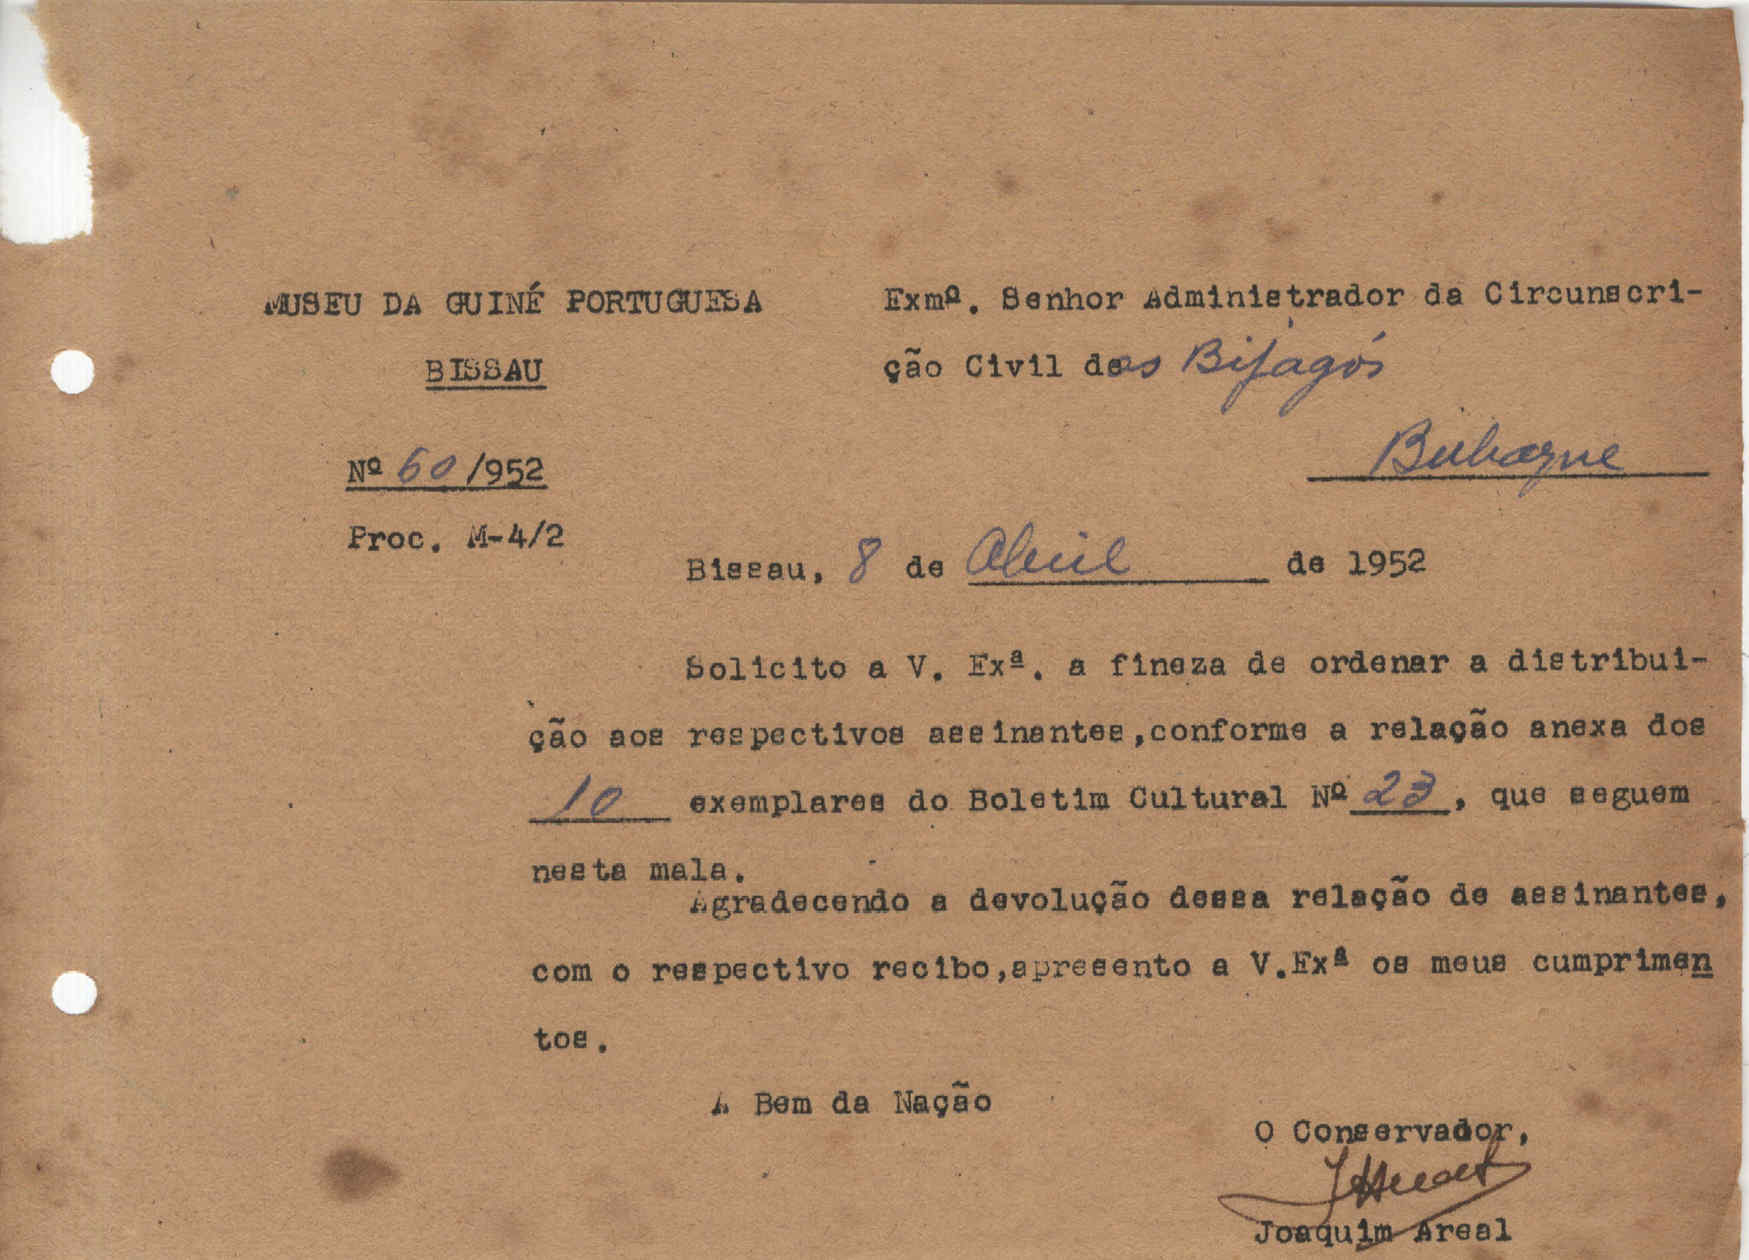 MUSEU DA GUINÉ PORTUGUESA
BISSAU
Nº 60/952
Proc. M-4/2
Exmº. Senhor Administrador da Circunscri-
ção Civil dos Bijagós
Bubaque
Bissau, 8 de Abril de 1952
Solicito a V. Exª. a fineza de ordenar a distribui-
ção aos respectivos assinantes,conforme a relação anexa dos
10 exemplares do Boletim Cultural Nº 23, que seguem
nesta mala.
Agradecendo a devolução dessa relação de assinantes,
com o respectivo recibo,apresento a V.Exª os meus cumprimen
tos.
A Bem da Nação
O Conservador,
Joaquim Areal